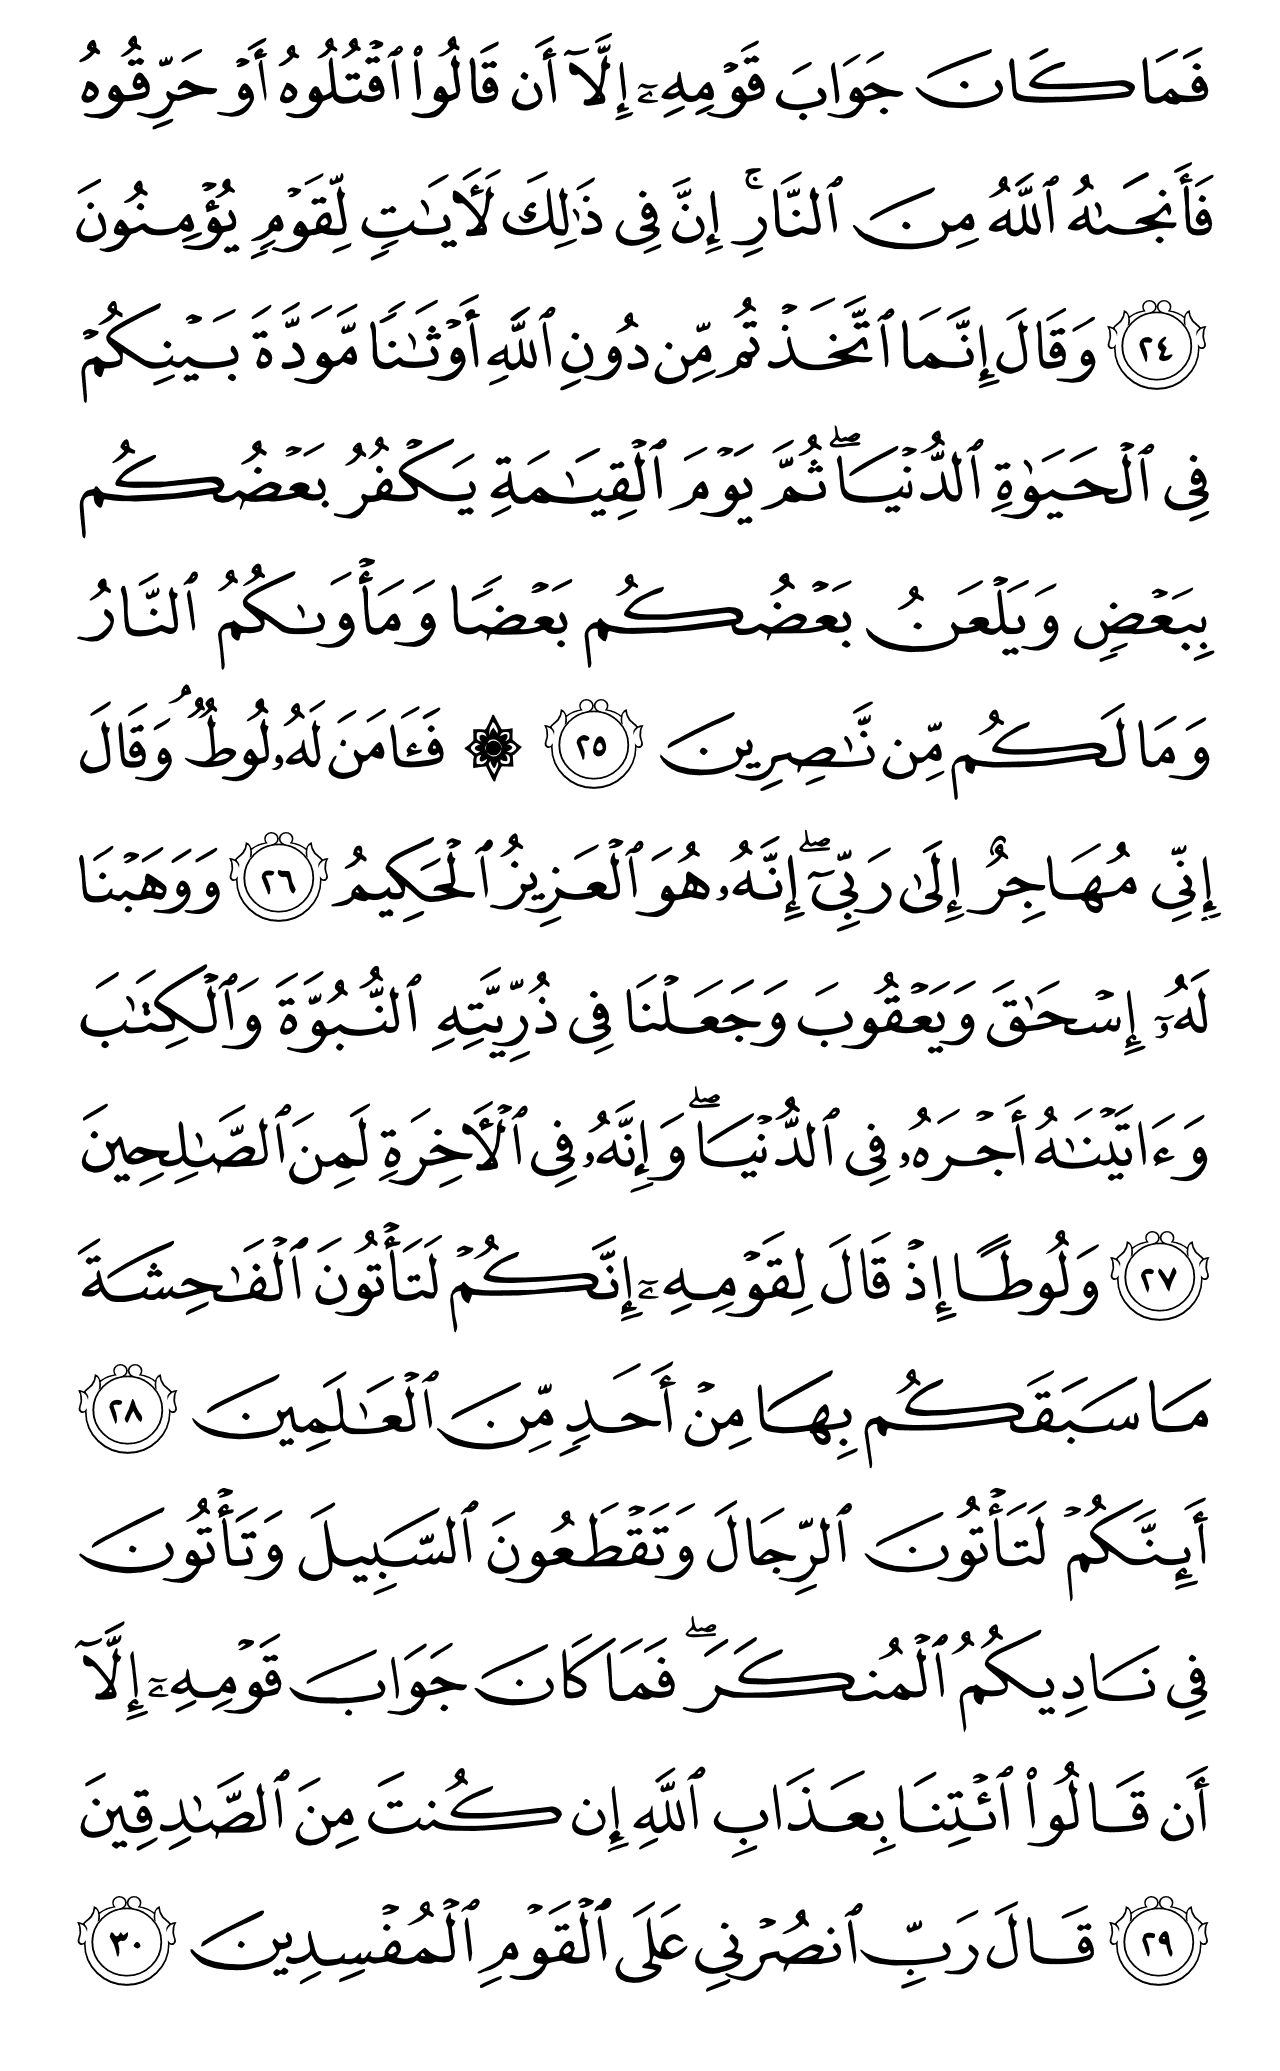 فَمَا كَانَ جَوَابَ قَوْمِهِۦٓ إِلَّآ أَن قَالُوا۟ ٱقْتُلُوهُ أَوْ حَرِّقُوهُ
فَأَنجَىٰهُ ٱللَّهُ مِنَ ٱلنَّارِ ۚ إِنَّ فِى ذَٰلِكَ لَـَٔايَـٰتٍ لِّقَوْمٍ يُؤْمِنُونَ
٢٤ وَقَالَ إِنَّمَا ٱتَّخَذْتُم مِّن دُونِ ٱللَّهِ أَوْثَـٰنًا مَّوَدَّةَ بَيْنِكُمْ
فِى ٱلْحَيَوٰةِ ٱلدُّنْيَا ۖ ثُمَّ يَوْمَ ٱلْقِيَـٰمَةِ يَكْفُرُ بَعْضُكُم
بِبَعْضٍ وَيَلْعَنُ بَعْضُكُم بَعْضًا وَمَأْوَىٰكُمُ ٱلنَّارُ
وَمَا لَكُم مِّن نَّـٰصِرِينَ ٢٥ ۞ فَـَٔامَنَ لَهُۥ لُوطٌ ۘ وَقَالَ
إِنِّى مُهَاجِرٌ إِلَىٰ رَبِّىٓ ۖ إِنَّهُۥ هُوَ ٱلْعَزِيزُ ٱلْحَكِيمُ ٢٦ وَوَهَبْنَا
لَهُۥٓ إِسْحَـٰقَ وَيَعْقُوبَ وَجَعَلْنَا فِى ذُرِّيَّتِهِ ٱلنُّبُوَّةَ وَٱلْكِتَـٰبَ
وَءَاتَيْنَـٰهُ أَجْرَهُۥ فِى ٱلدُّنْيَا ۖ وَإِنَّهُۥ فِى ٱلْـَٔاخِرَةِ لَمِنَ ٱلصَّـٰلِحِينَ
٢٧ وَلُوطًا إِذْ قَالَ لِقَوْمِهِۦٓ إِنَّكُمْ لَتَأْتُونَ ٱلْفَـٰحِشَةَ
مَا سَبَقَكُم بِهَا مِنْ أَحَدٍ مِّنَ ٱلْعَـٰلَمِينَ ٢٨
أَئِنَّكُمْ لَتَأْتُونَ ٱلرِّجَالَ وَتَقْطَعُونَ ٱلسَّبِيلَ وَتَأْتُونَ
فِى نَادِيكُمُ ٱلْمُنكَرَ ۖ فَمَا كَانَ جَوَابَ قَوْمِهِۦٓ إِلَّآ
أَن قَالُوا۟ ٱئْتِنَا بِعَذَابِ ٱللَّهِ إِن كُنتَ مِنَ ٱلصَّـٰدِقِينَ
٢٩ قَالَ رَبِّ ٱنصُرْنِى عَلَى ٱلْقَوْمِ ٱلْمُفْسِدِينَ ٣٠